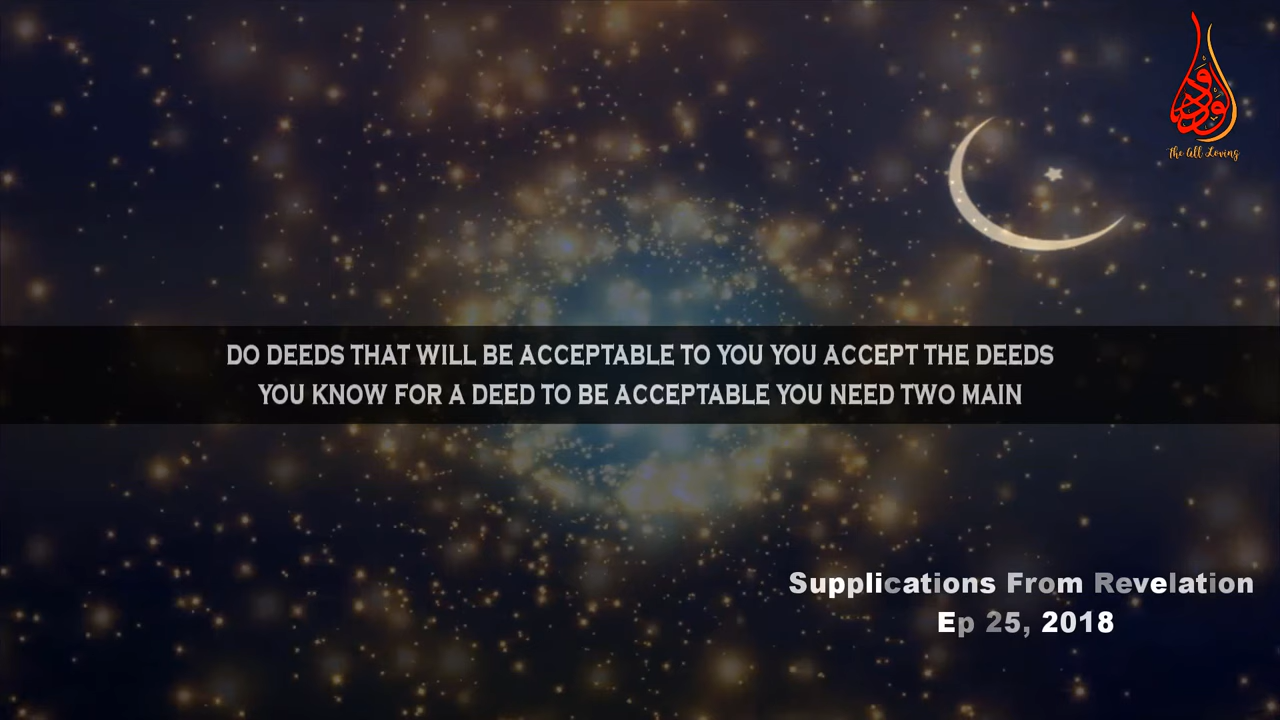 الودود
The All Loving
DO DEEDS THAT WILL BE ACCEPTABLE TO YOU YOU ACCEPT THE DEEDS
YOU KNOW FOR A DEED TO BE ACCEPTABLE YOU NEED TWO MAIN
Supplications From Revelation
Ep 25, 2018